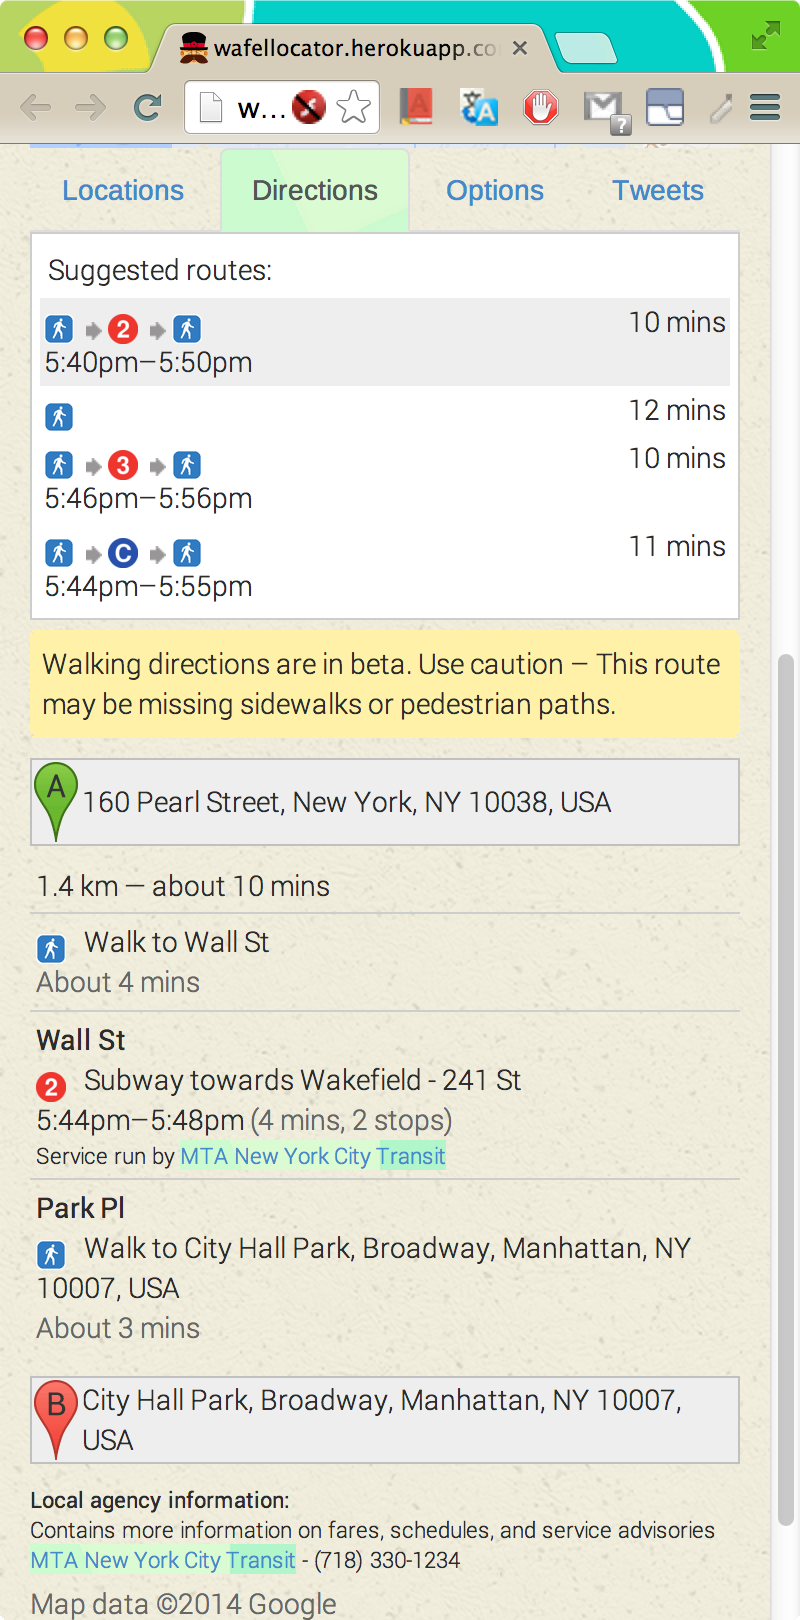 wafellocator.herokuapp.co
w...
Locations Directions Options Tweets
Suggested routes:
2 10 mins
5:40pm–5:50pm
12 mins
3 10 mins
5:46pm–5:56pm
C 11 mins
5:44pm–5:55pm
Walking directions are in beta. Use caution – This route
may be missing sidewalks or pedestrian paths.
A 160 Pearl Street, New York, NY 10038, USA
1.4 km – about 10 mins
Walk to Wall St
About 4 mins
Wall St
2 Subway towards Wakefield - 241 St
5:44pm–5:48pm (4 mins, 2 stops)
Service run by MTA New York City Transit
Park Pl
Walk to City Hall Park, Broadway, Manhattan, NY
10007, USA
About 3 mins
B City Hall Park, Broadway, Manhattan, NY 10007,
USA
Local agency information:
Contains more information on fares, schedules, and service advisories
MTA New York City Transit - (718) 330-1234
Map data ©2014 Google